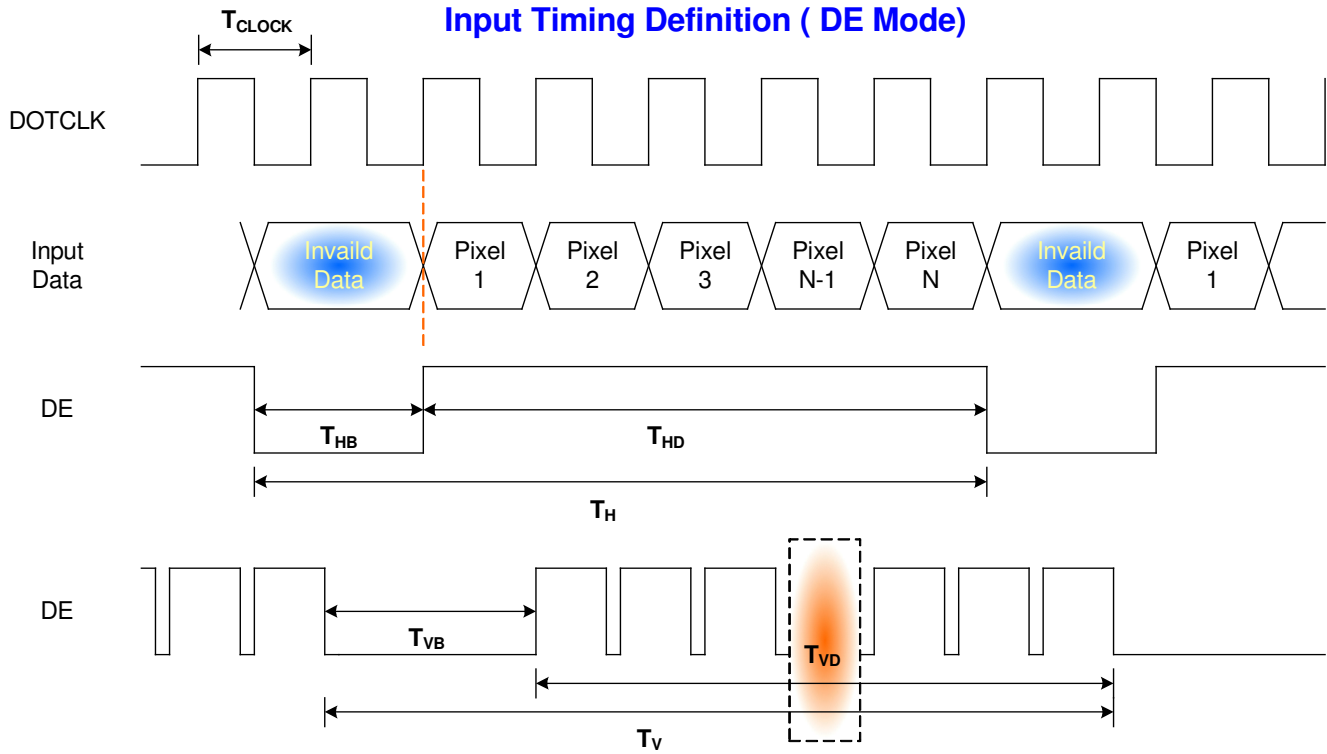 Input Timing Definition ( DE Mode)
TCLOCK
DOTCLK
Input
Data
Invaild
Data
Pixel
1
Pixel
2
Pixel
3
Pixel
N-1
Pixel
N
Invaild
Data
Pixel
1
DE
THB
THD
TH
DE
TVB
TVD
TV